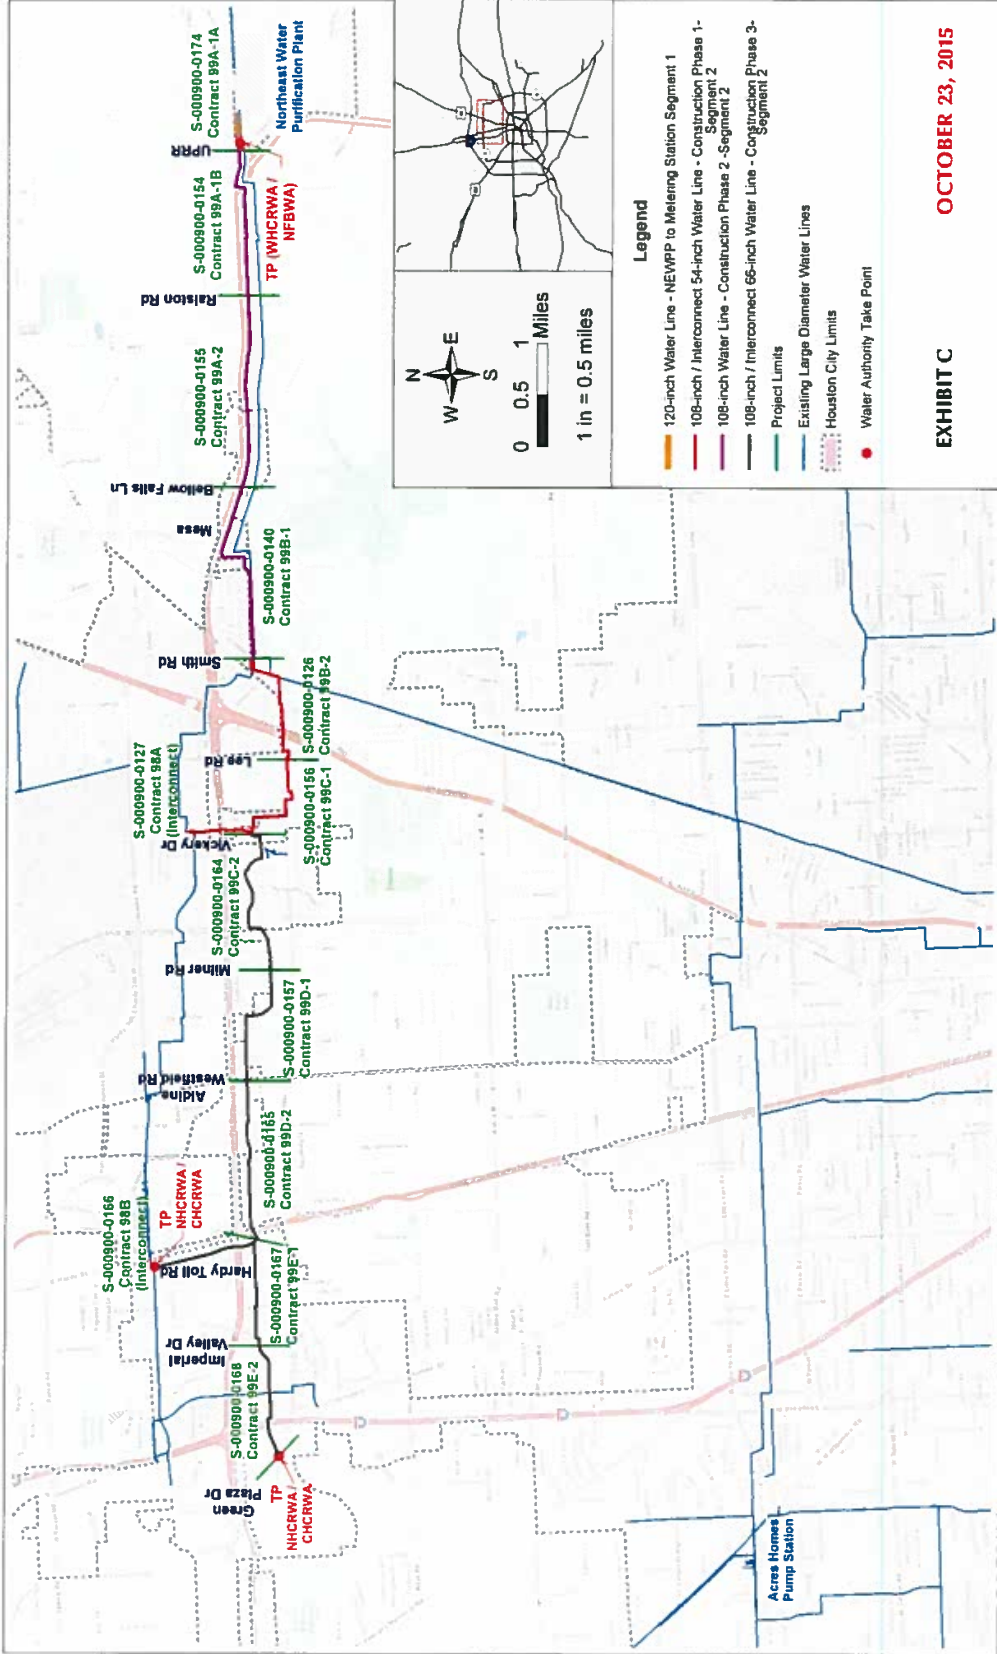 S-000900-0168
Contract 99E-2
Green
Plaza Dr
TP
NHCRWA /
CHCRWA
Imperial
Valley Dr
S-000900-0167
Contract 99E-1
S-000900-0166
Contract 98B
(Interconnect)
TP
NHCRWA /
CHCRWA
Hardy Toll Rd
S-000900-0165
Contract 99D-2
Aldine
Westfield Rd
S-000900-0157
Contract 99D-1
Milner Rd
S-000900-0164
Contract 99C-2
Vickery Dr
S-000900-0127
Contract 98A
(Interconnect)
S-000900-0156
Contract 99C-1
Lee Rd
S-000900-0126
Contract 99B-2
Smith Rd
S-000900-0140
Contract 99B-1
Mesa
Bellow Falls Ln
S-000900-0155
Contract 99A-2
Ralston Rd
S-000900-0154
Contract 99A-1B
TP (WHCRWA /
NFBWA)
UPRR
S-000900-0174
Contract 99A-1A
Northeast Water
Purification Plant
Acres Homes
Pump Station
N
W
E
S
0 0.5 1
Miles
1 in = 0.5 miles
Legend
120-inch Water Line - NEWPP to Metering Station Segment 1
108-inch / Interconnect 54-inch Water Line - Construction Phase 1-
Segment 2
108-inch Water Line - Construction Phase 2 -Segment 2
108-inch / Interconnect 66-inch Water Line - Construction Phase 3-
Segment 2
Project Limits
Existing Large Diameter Water Lines
Houston City Limits
Water Authority Take Point
EXHIBIT C
OCTOBER 23, 2015